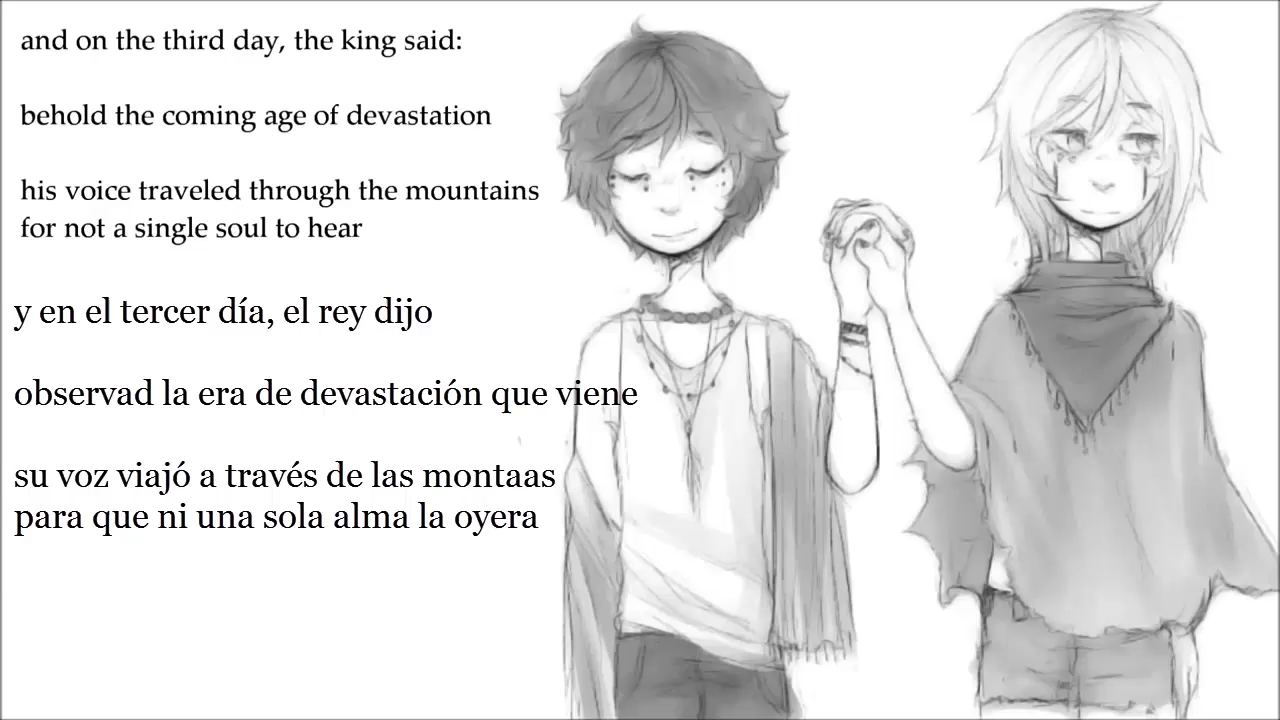 and on the third day, the king said:
behold the coming age of devastation
his voice traveled through the mountains
for not a single soul to hear
y en el tercer día, el rey dijo
observad la era de devastación que viene
su voz viajó a través de las montaas
para que ni una sola alma la oyera